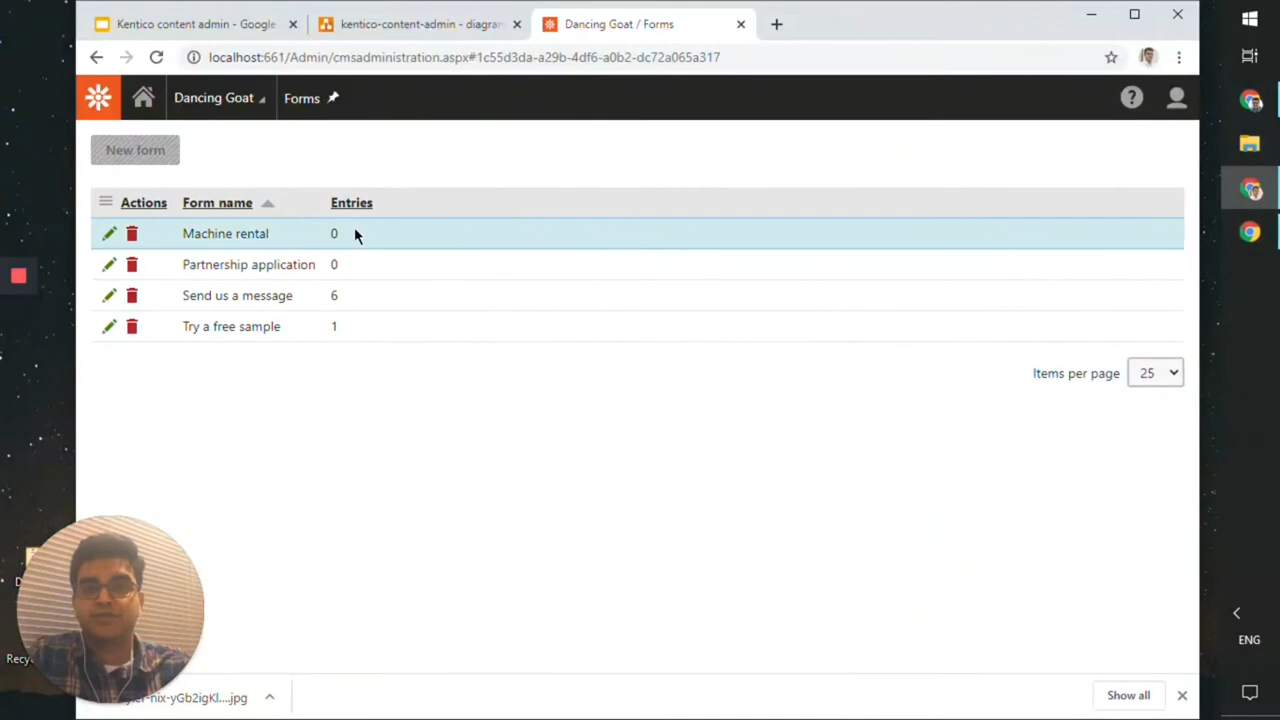 Kentico content admin - Google
kentico-content-admin - diagram
Dancing Goat / Forms
localhost:661/Admin/cmsadministration.aspx#1c55d3da-a29b-4df6-a0b2-dc72a065a317
Dancing Goat
Forms
New form
Actions Form name Entries
Machine rental 0
Partnership application 0
Send us a message 6
Try a free sample 1
Items per page 25
ENG
Show all